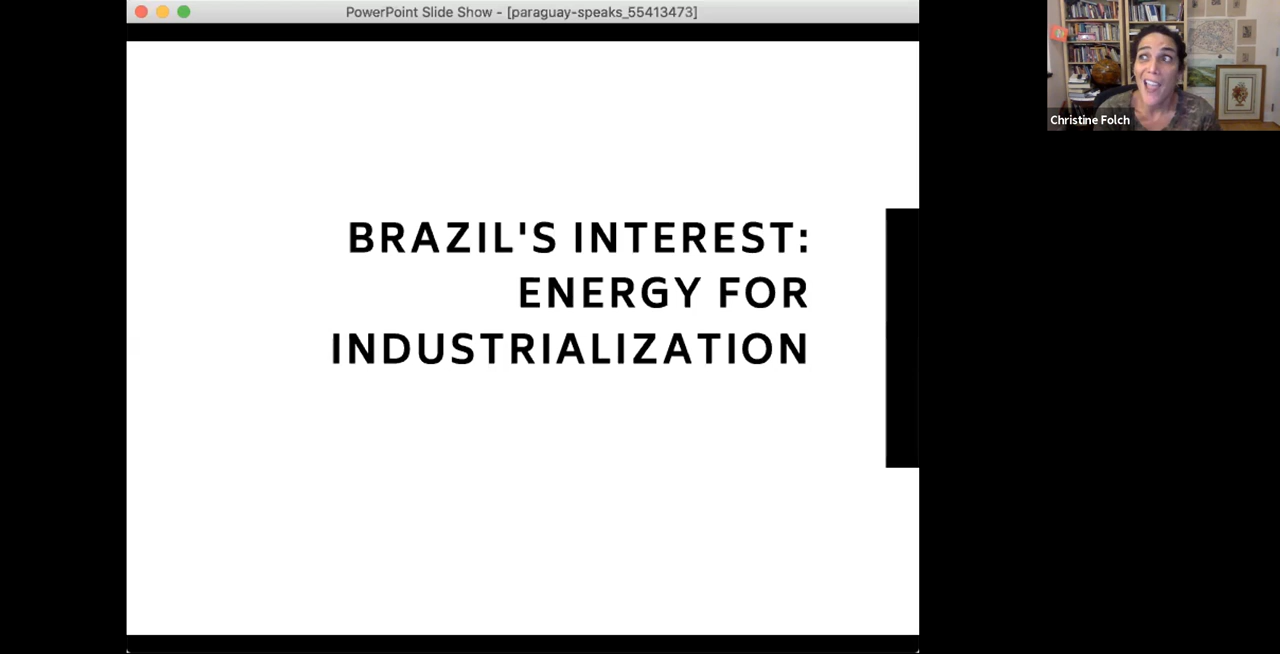 PowerPoint Slide Show - [paraguay-speaks_55413473]
Christine Folch
BRAZIL'S INTEREST:
ENERGY FOR
INDUSTRIALIZATION